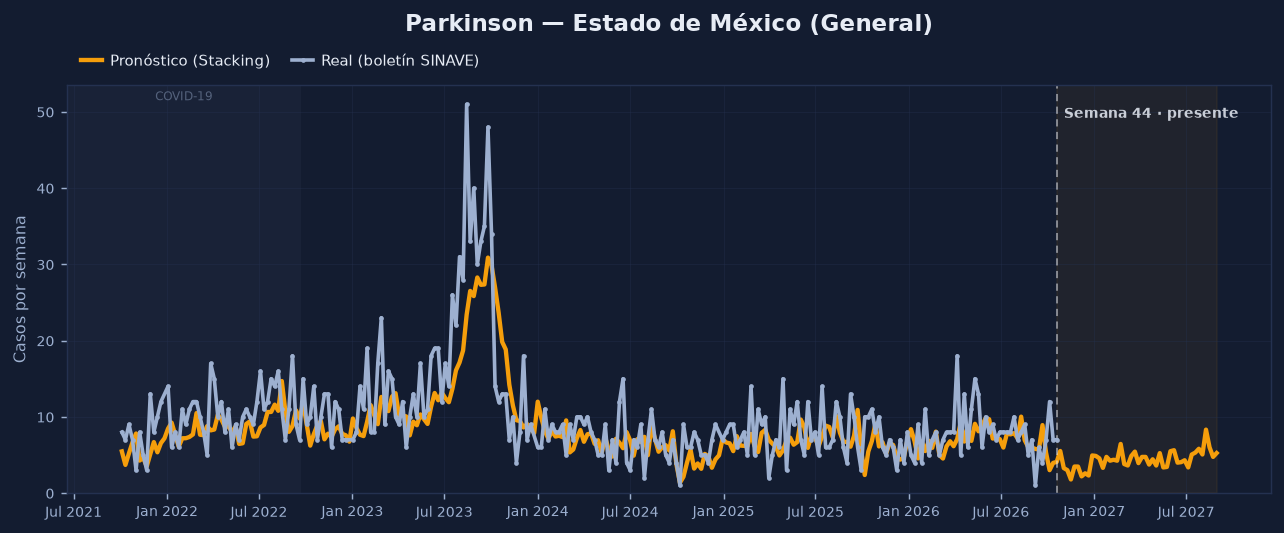 Parkinson — Estado de México (General)
Pronóstico (Stacking)
Real (boletín SINAVE)
COVID-19
Semana 44 · presente
Casos por semana
50
40
30
20
10
0
Jul 2021
Jan 2022
Jul 2022
Jan 2023
Jul 2023
Jan 2024
Jul 2024
Jan 2025
Jul 2025
Jan 2026
Jul 2026
Jan 2027
Jul 2027